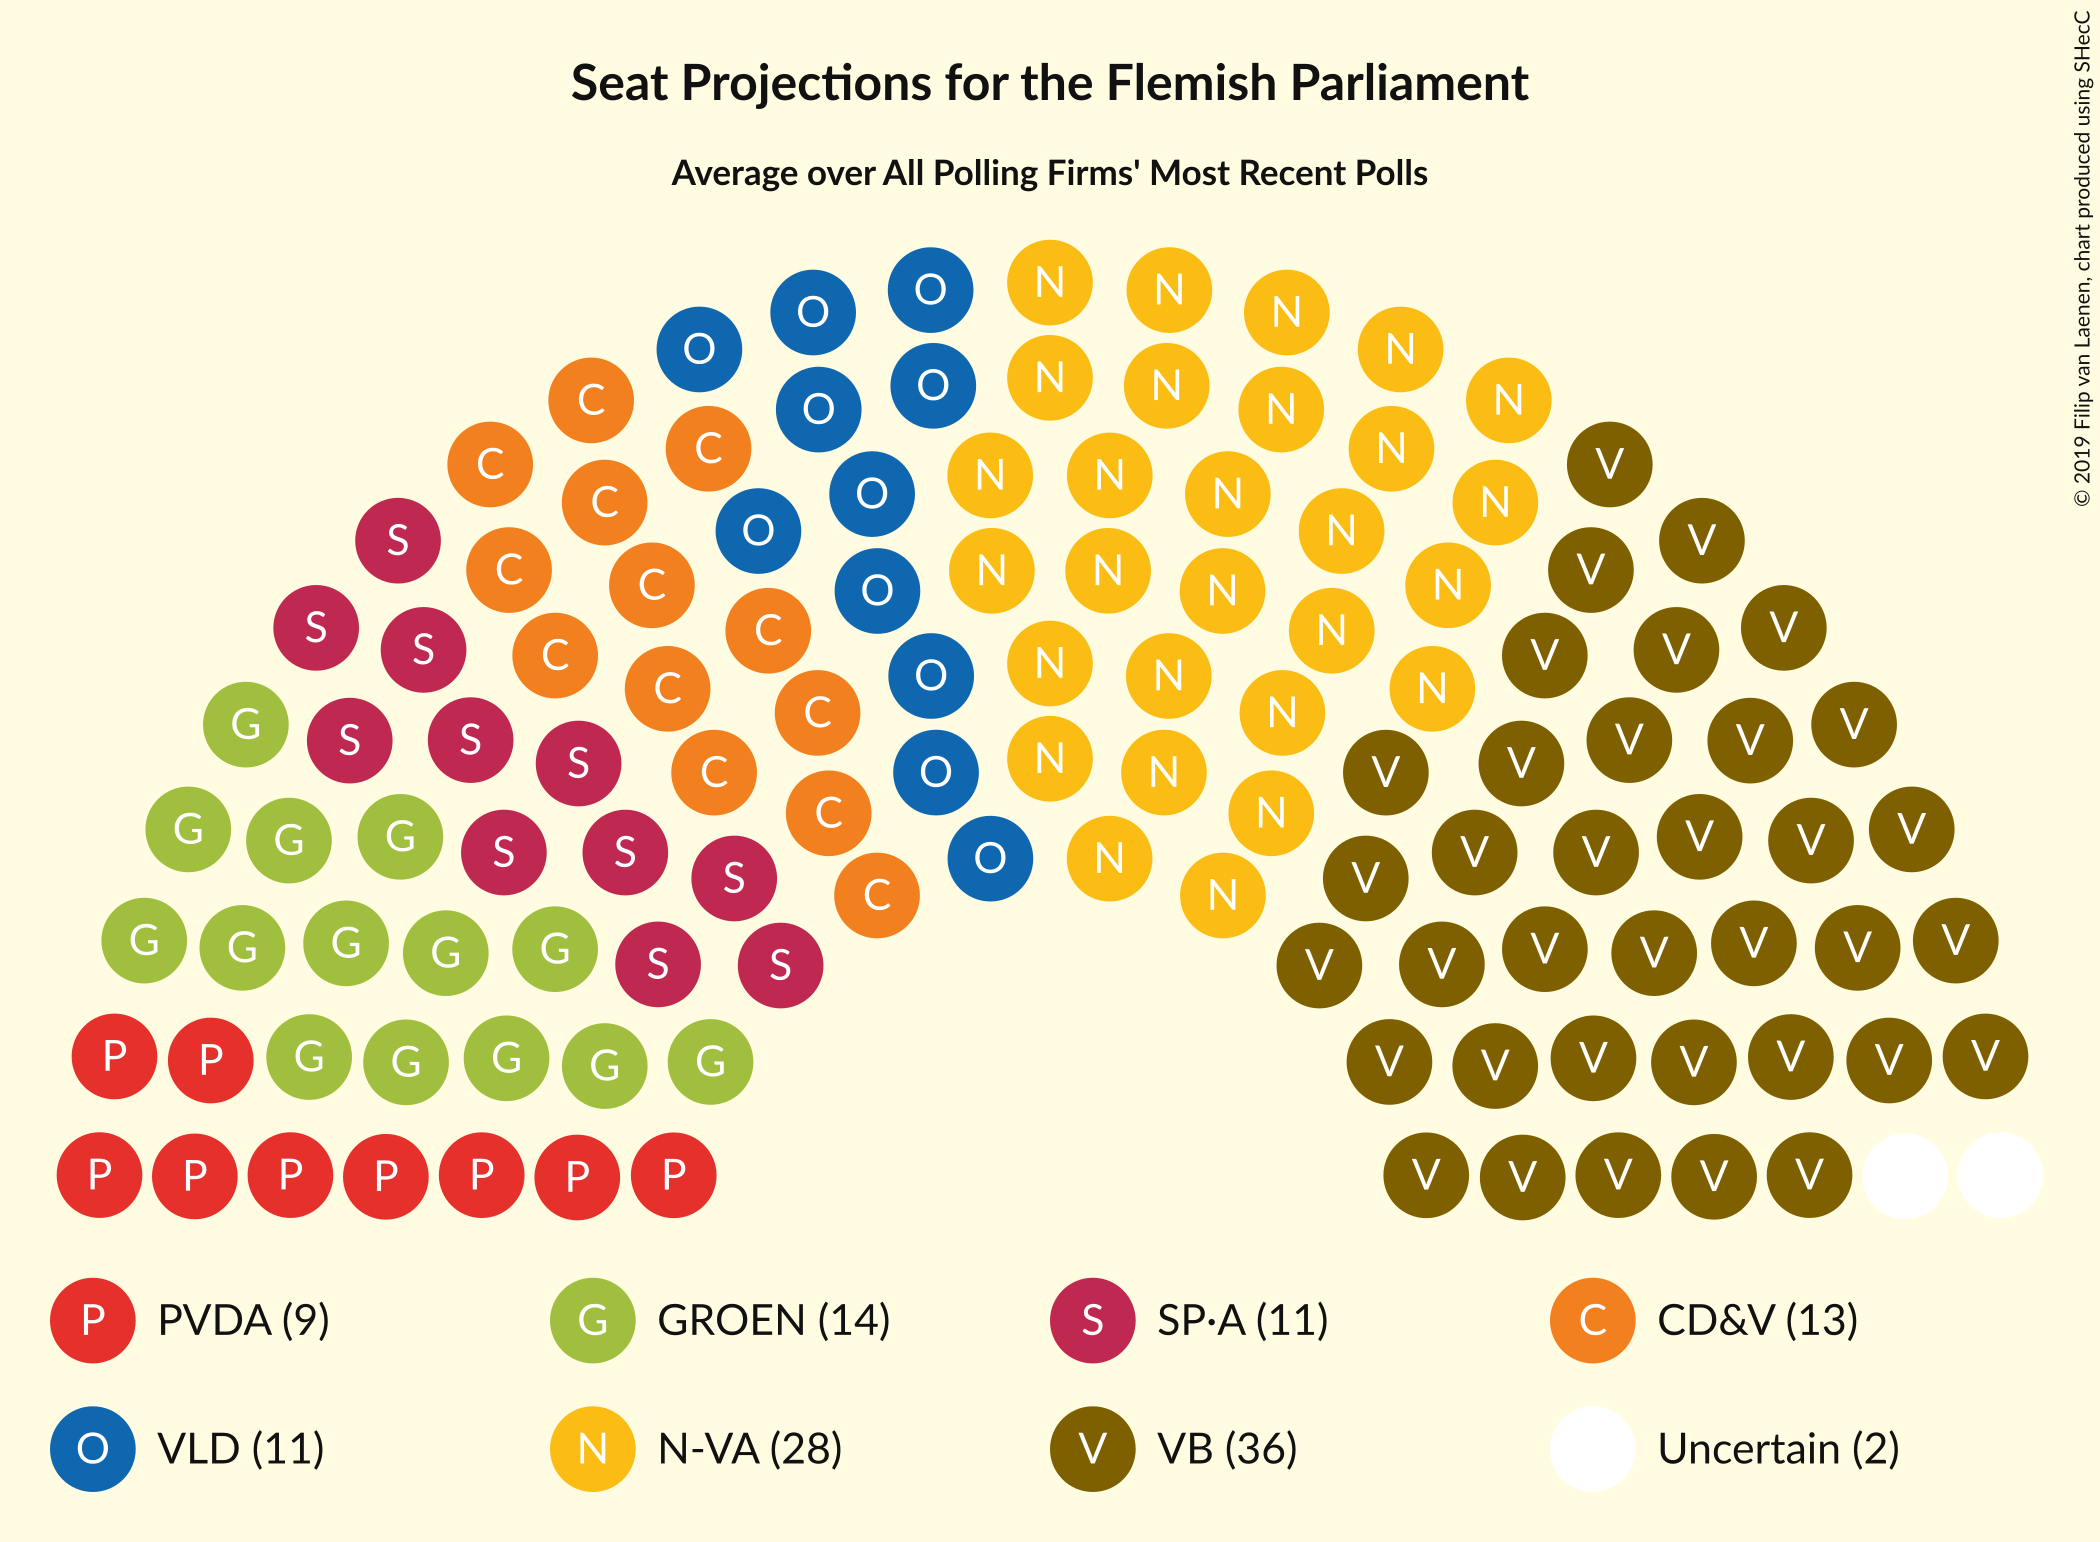 Seat Projections for the Flemish Parliament
Average over All Polling Firms' Most Recent Polls
© 2019 Filip van Laenen, chart produced using SHecC
O O O N N N N N
C O O N N N N
C C C O O N N N N N V
S C C O O N N N N N V V
S S C C C O N N N N V V V
G S S S C C C O N N N N V V V V V
G G G S S S C C O N N N V V V V V V
G G G G G S S S C O N N V V V V V V V
P P G G G G G V V V V V V V
P P P P P P P V V V V V
P PVDA (9) G GROEN (14) S SP·A (11) C CD&V (13)
O VLD (11) N N-VA (28) V VB (36) Uncertain (2)